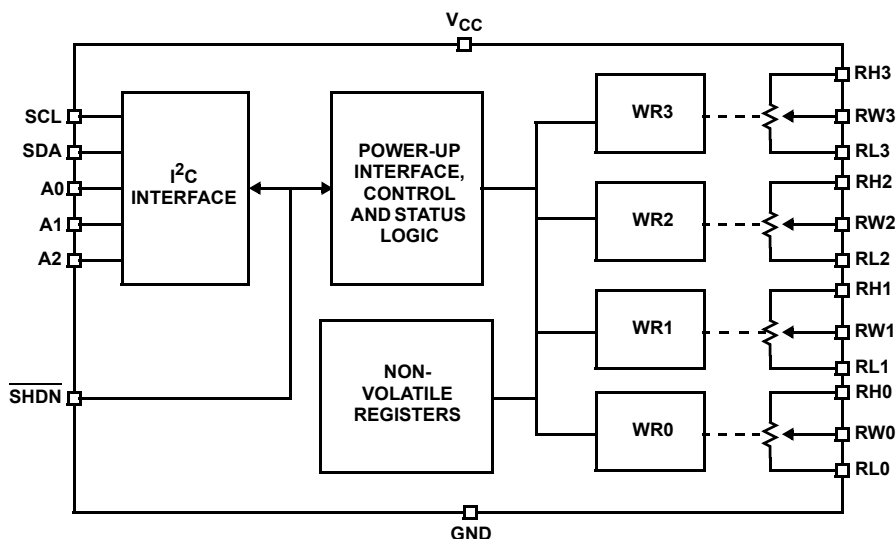 VCC
SCL
SDA
A0
A1
A2
SHDN
I2C
INTERFACE
POWER-UP
INTERFACE,
CONTROL
AND STATUS
LOGIC
NON-
VOLATILE
REGISTERS
WR3
WR2
WR1
WR0
RH3
RW3
RL3
RH2
RW2
RL2
RH1
RW1
RL1
RH0
RW0
RL0
GND